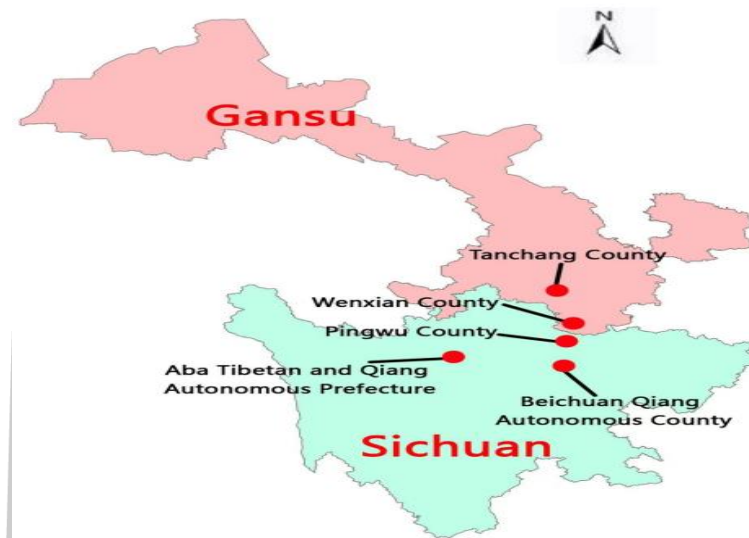 N
Gansu
Tanchang County
Wenxian County
Pingwu County
Aba Tibetan and Qiang
Autonomous Prefecture
Beichuan Qiang
Autonomous County
Sichuan